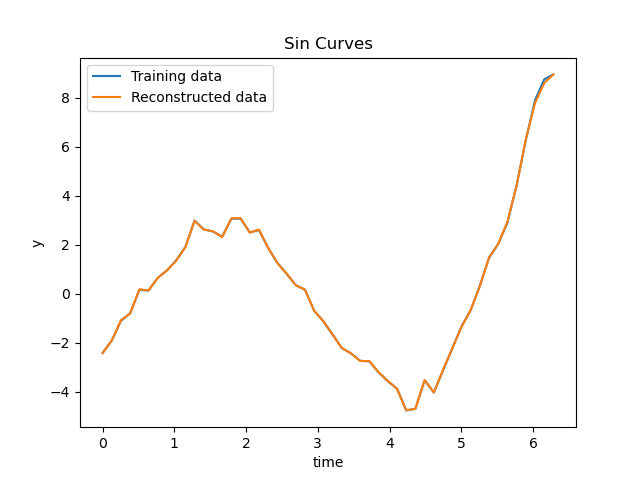 Sin Curves
Training data
Reconstructed data
8
6
4
2
0
−2
−4
y
0 1 2 3 4 5 6
time